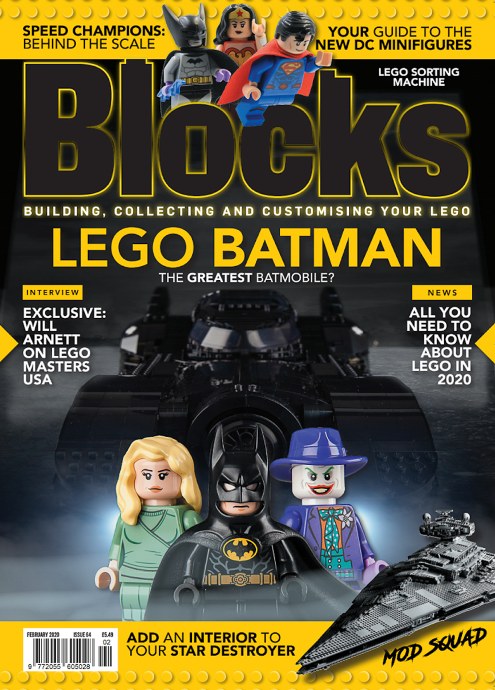 SPEED CHAMPIONS:
BEHIND THE SCALE
YOUR GUIDE TO THE
NEW DC MINIFIGURES
LEGO SORTING
MACHINE
Blocks
BUILDING, COLLECTING AND CUSTOMISING YOUR LEGO
LEGO BATMAN
THE GREATEST BATMOBILE?
INTERVIEW
EXCLUSIVE:
WILL
ARNETT
ON LEGO
MASTERS
USA
NEWS
ALL YOU
NEED TO
KNOW
ABOUT
LEGO IN
2020
FEBRUARY 2020 ISSUE 64 £5.49
02
9 772055 605028
ADD AN INTERIOR TO
YOUR STAR DESTROYER
MOD SQUAD